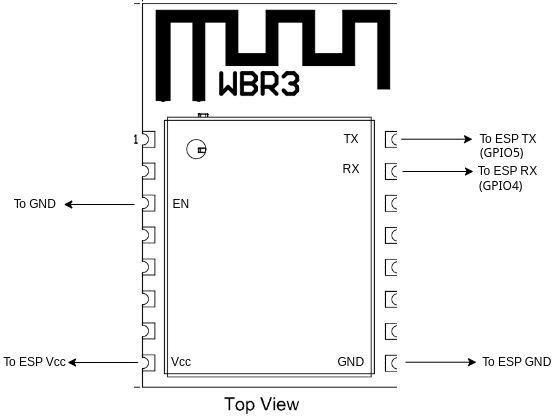 WBR3
1
TX
To ESP TX
(GPIO5)
RX
To ESP RX
(GPIO4)
To GND
EN
To ESP Vcc
Vcc
GND
To ESP GND
Top View